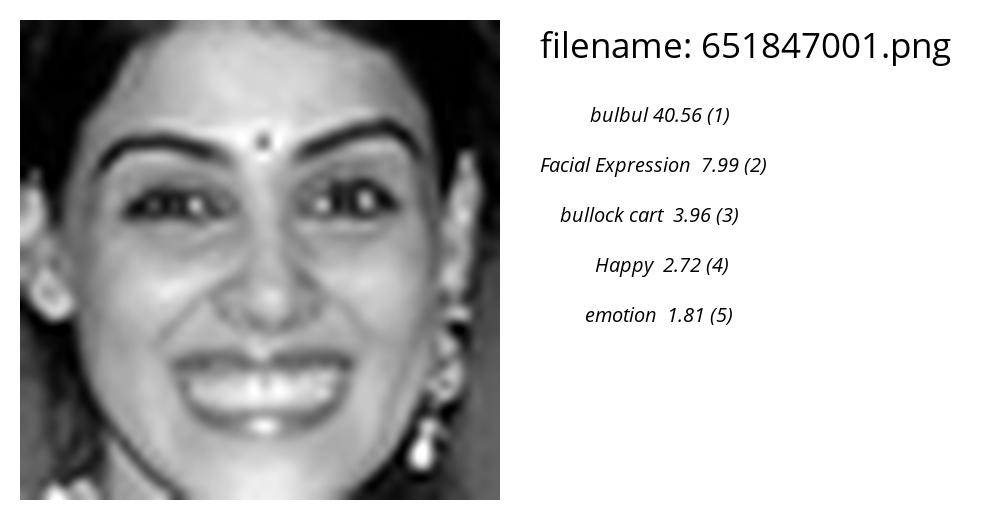 filename: 651847001.png
bulbul 40.56 (1)
Facial Expression 7.99 (2)
bullock cart 3.96 (3)
Happy 2.72 (4)
emotion 1.81 (5)